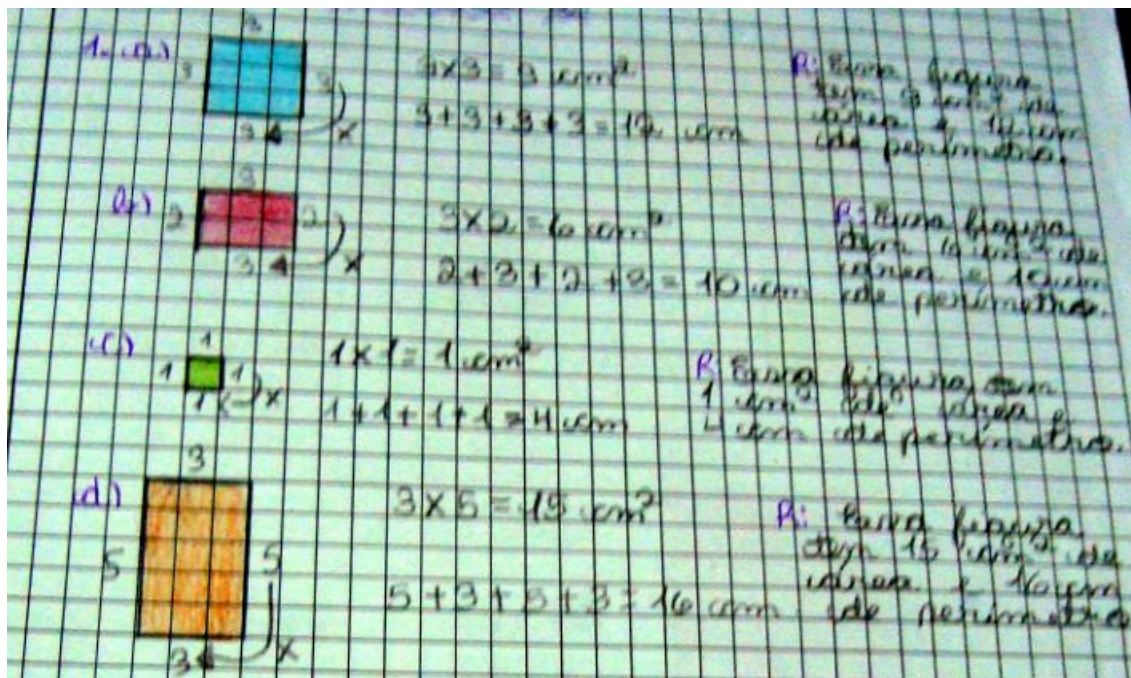 1. a)
3
3
3
3
x
3x3 = 9 cm²
3+3+3+3 = 12 cm
R: Essa figura
tem 9 cm² de
área e 12 cm
de perímetro.
b)
3
2
2
3
x
3x2 = 6 cm²
2+3+2+3 = 10 cm
R: Essa figura
tem 6 cm² de
área e 10 cm
de perímetro.
c)
1
1
1
1
x
1x1 = 1 cm²
1+1+1+1 = 4 cm
R: Essa figura tem
1 cm² de área e
4 cm de perímetro.
d)
3
5
5
3
x
3x5 = 15 cm²
5+3+5+3 = 16 cm
R: Essa figura
tem 15 cm² de
área e 16 cm
de perímetro